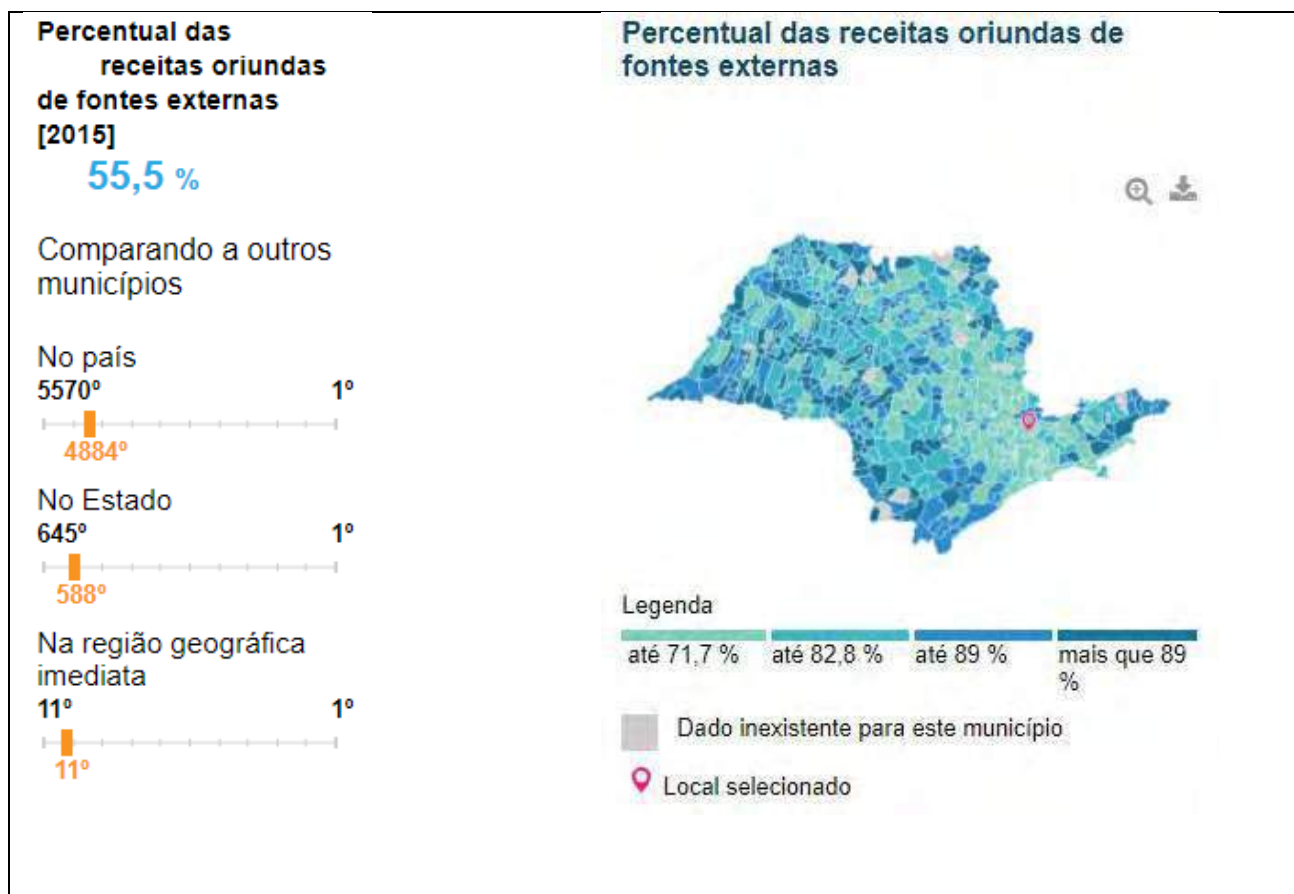 Percentual das
receitas oriundas
de fontes externas
[2015]
55,5 %
Comparando a outros
municípios
No país
5570º 1º
4884º
No Estado
645º 1º
588º
Na região geográfica
imediata
11º 1º
11º
Percentual das receitas oriundas de
fontes externas
Legenda
até 71,7 % até 82,8 % até 89 % mais que 89
%
Dado inexistente para este município
Local selecionado